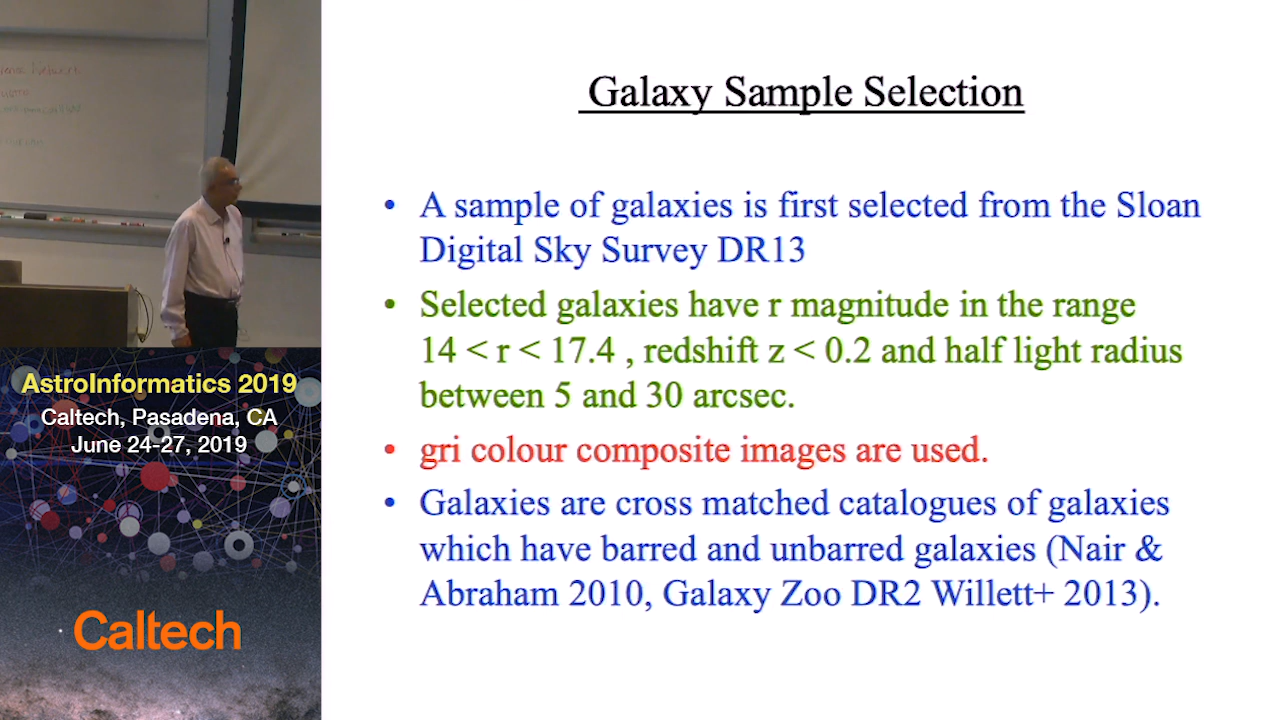 Galaxy Sample Selection
• A sample of galaxies is first selected from the Sloan
Digital Sky Survey DR13
• Selected galaxies have r magnitude in the range
14 < r < 17.4 , redshift z < 0.2 and half light radius
between 5 and 30 arcsec.
• gri colour composite images are used.
• Galaxies are cross matched catalogues of galaxies
which have barred and unbarred galaxies (Nair &
Abraham 2010, Galaxy Zoo DR2 Willett+ 2013).
AstroInformatics 2019
Caltech, Pasadena, CA
June 24-27, 2019
Caltech